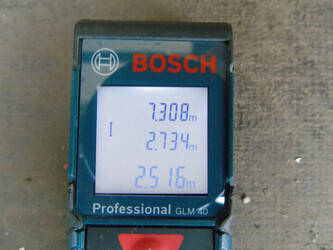 BOSCH
7.308m
2.734m
2.516m
Professional GLM 40